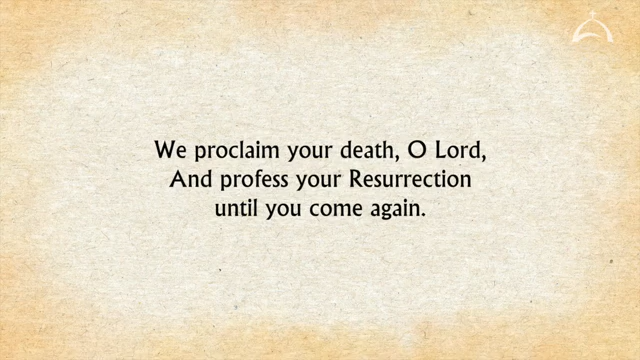 We proclaim your death, O Lord,
And profess your Resurrection
until you come again.